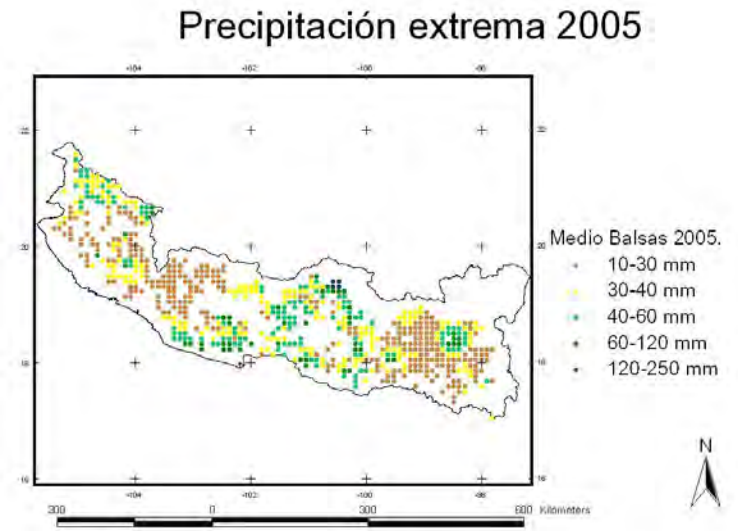 Precipitación extrema 2005
-104 -102 -100 -98
22 22
20 20
18 18
16 16
-104 -102 -100 -98
Medio Balsas 2005.
10-30 mm
30-40 mm
40-60 mm
60-120 mm
120-250 mm
N
300 0 300 600 Kilometers